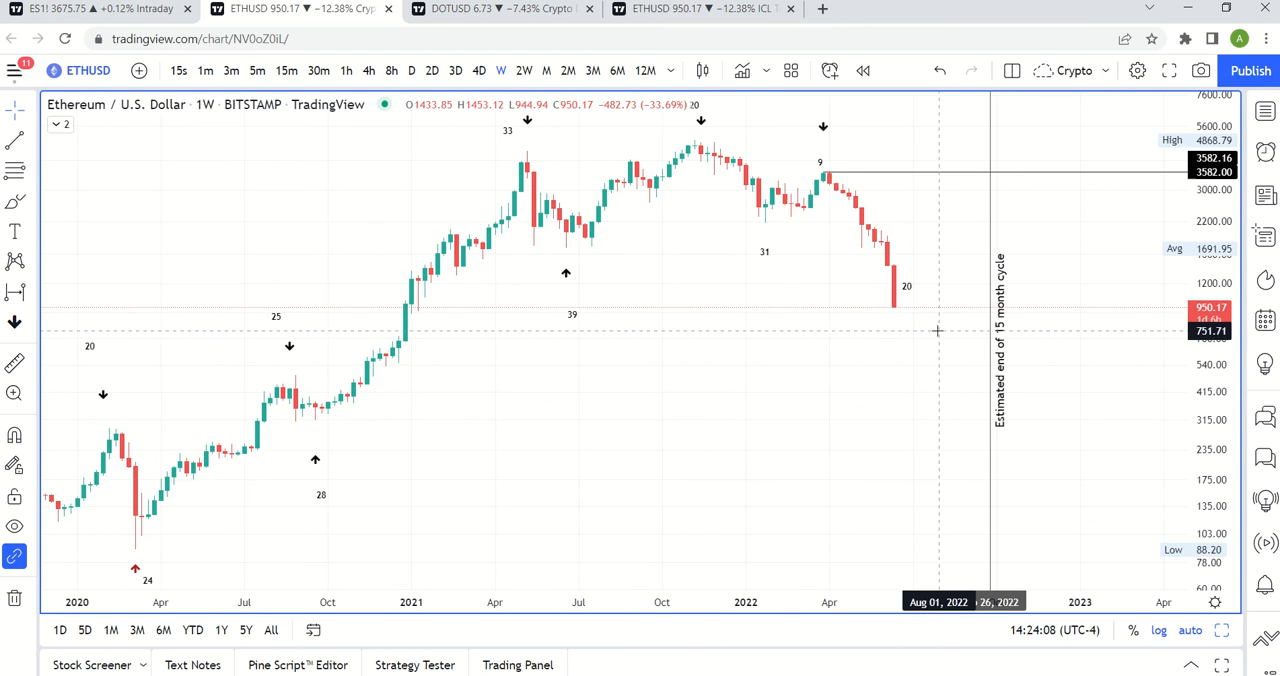 ES1! 3675.75 ▲ +0.12% Intraday
ETHUSD 950.17 ▼ −12.38% Cryp
DOTUSD 6.73 ▼ −7.43% Crypto
ETHUSD 950.17 ▼ −12.38% ICL T
tradingview.com/chart/NV0oZ0iL/
A
11
ETHUSD
15s 1m 3m 5m 15m 30m 1h 4h 8h D 2D 3D 4D W 2W M 2M 3M 6M 12M
Crypto
Publish
Ethereum / U.S. Dollar · 1W · BITSTAMP · TradingView
O1433.85 H1453.12 L944.94 C950.17 −482.73 (−33.69%) 20
2
7600.00
5600.00
High 4868.79
3582.16
3582.00
3000.00
2200.00
Avg 1691.95
1200.00
950.17
1d 6h
751.71
540.00
415.00
315.00
235.00
175.00
135.00
103.00
Low 88.20
78.00
60.00
33
9
31
20
39
25
20
28
24
Estimated end of 15 month cycle
2020 Apr Jul Oct 2021 Apr Jul Oct 2022 Apr Aug 01, 2022 26, 2022 2023 Apr
1D 5D 1M 3M 6M YTD 1Y 5Y All
14:24:08 (UTC-4) % log auto
Stock Screener Text Notes Pine Script™ Editor Strategy Tester Trading Panel